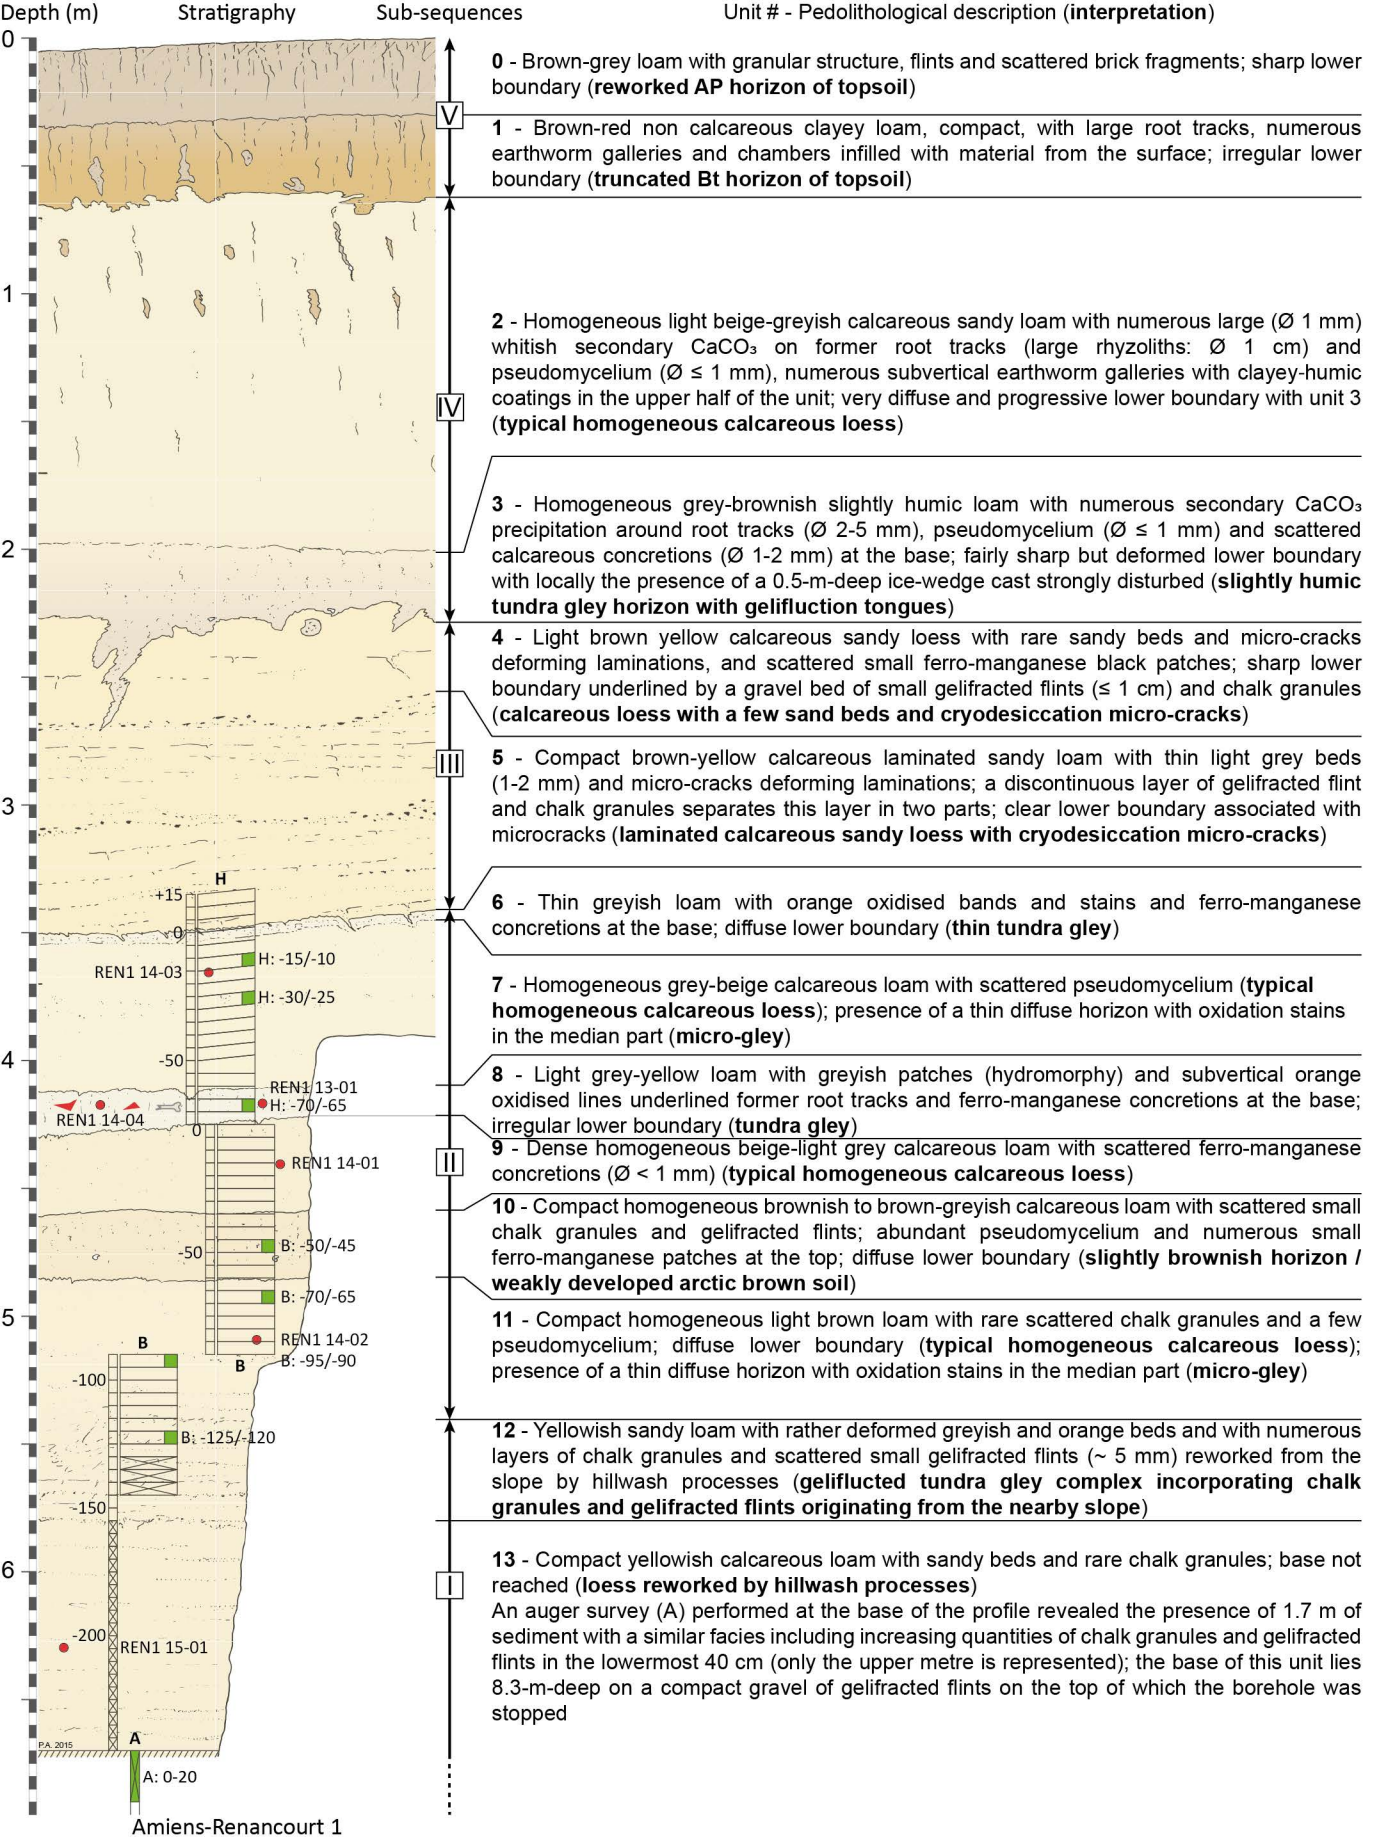 Depth (m) Stratigraphy Sub-sequences Unit # - Pedolithological description (interpretation)
0
0 - Brown-grey loam with granular structure, flints and scattered brick fragments; sharp lower
boundary (reworked AP horizon of topsoil)
V
1 - Brown-red non calcareous clayey loam, compact, with large root tracks, numerous
earthworm galleries and chambers infilled with material from the surface; irregular lower
boundary (truncated Bt horizon of topsoil)
1
2 - Homogeneous light beige-greyish calcareous sandy loam with numerous large (Ø 1 mm)
whitish secondary CaCO₃ on former root tracks (large rhyzoliths: Ø 1 cm) and
pseudomycelium (Ø ≤ 1 mm), numerous subvertical earthworm galleries with clayey-humic
coatings in the upper half of the unit; very diffuse and progressive lower boundary with unit 3
(typical homogeneous calcareous loess)
IV
3 - Homogeneous grey-brownish slightly humic loam with numerous secondary CaCO₃
precipitation around root tracks (Ø 2-5 mm), pseudomycelium (Ø ≤ 1 mm) and scattered
calcareous concretions (Ø 1-2 mm) at the base; fairly sharp but deformed lower boundary
with locally the presence of a 0.5-m-deep ice-wedge cast strongly disturbed (slightly humic
tundra gley horizon with gelifluction tongues)
2
4 - Light brown yellow calcareous sandy loess with rare sandy beds and micro-cracks
deforming laminations, and scattered small ferro-manganese black patches; sharp lower
boundary underlined by a gravel bed of small gelifracted flints (≤ 1 cm) and chalk granules
(calcareous loess with a few sand beds and cryodesiccation micro-cracks)
III
5 - Compact brown-yellow calcareous laminated sandy loam with thin light grey beds
(1-2 mm) and micro-cracks deforming laminations; a discontinuous layer of gelifracted flint
and chalk granules separates this layer in two parts; clear lower boundary associated with
microcracks (laminated calcareous sandy loess with cryodesiccation micro-cracks)
3
H
+15
0
6 - Thin greyish loam with orange oxidised bands and stains and ferro-manganese
concretions at the base; diffuse lower boundary (thin tundra gley)
H: -15/-10
REN1 14-03
H: -30/-25
7 - Homogeneous grey-beige calcareous loam with scattered pseudomycelium (typical
homogeneous calcareous loess); presence of a thin diffuse horizon with oxidation stains
in the median part (micro-gley)
-50
4
REN1 13-01
H: -70/-65
REN1 14-04
0
8 - Light grey-yellow loam with greyish patches (hydromorphy) and subvertical orange
oxidised lines underlined former root tracks and ferro-manganese concretions at the base;
irregular lower boundary (tundra gley)
REN1 14-01
II
9 - Dense homogeneous beige-light grey calcareous loam with scattered ferro-manganese
concretions (Ø < 1 mm) (typical homogeneous calcareous loess)
10 - Compact homogeneous brownish to brown-greyish calcareous loam with scattered small
chalk granules and gelifracted flints; abundant pseudomycelium and numerous small
ferro-manganese patches at the top; diffuse lower boundary (slightly brownish horizon /
weakly developed arctic brown soil)
-50
B: -50/-45
B: -70/-65
5
REN1 14-02
B
B
B: -95/-90
-100
11 - Compact homogeneous light brown loam with rare scattered chalk granules and a few
pseudomycelium; diffuse lower boundary (typical homogeneous calcareous loess);
presence of a thin diffuse horizon with oxidation stains in the median part (micro-gley)
B: -125/-120
-150
12 - Yellowish sandy loam with rather deformed greyish and orange beds and with numerous
layers of chalk granules and scattered small gelifracted flints (~ 5 mm) reworked from the
slope by hillwash processes (geliflucted tundra gley complex incorporating chalk
granules and gelifracted flints originating from the nearby slope)
6
I
13 - Compact yellowish calcareous loam with sandy beds and rare chalk granules; base not
reached (loess reworked by hillwash processes)
An auger survey (A) performed at the base of the profile revealed the presence of 1.7 m of
sediment with a similar facies including increasing quantities of chalk granules and gelifracted
flints in the lowermost 40 cm (only the upper metre is represented); the base of this unit lies
8.3-m-deep on a compact gravel of gelifracted flints on the top of which the borehole was
stopped
-200
REN1 15-01
P.A. 2015
A
A: 0-20
Amiens-Renancourt 1